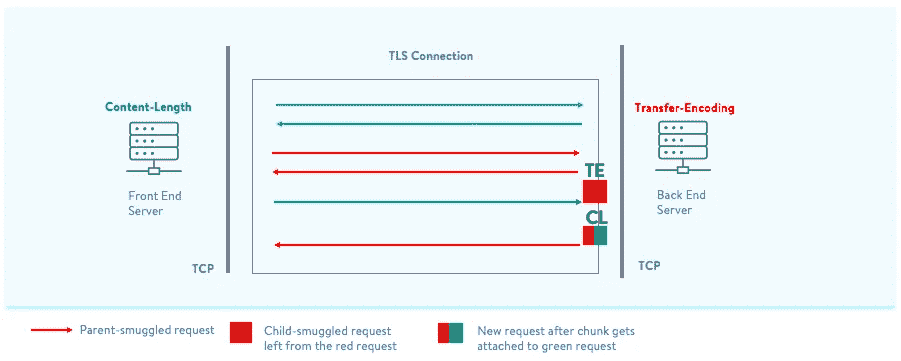 TLS Connection
Content-Length
Transfer-Encoding
TE
Front End
Server
Back End
Server
CL
TCP
TCP
Parent-smuggled request
Child-smuggled request
left from the red request
New request after chunk gets
attached to green request